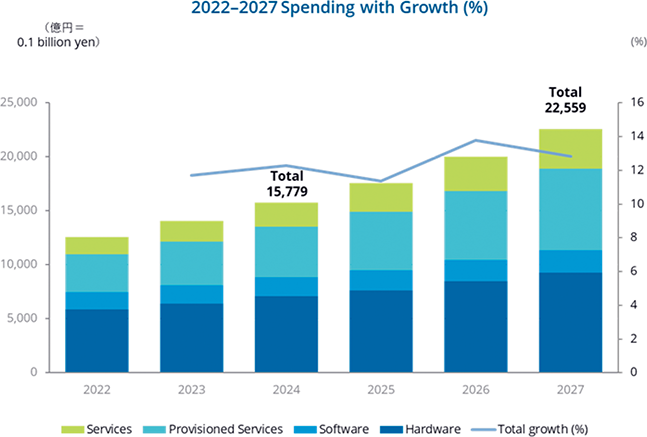 2022–2027 Spending with Growth (%)
（億円＝
0.1 billion yen）
(%)
25,000
20,000
15,000
10,000
5,000
0
Total
15,779
Total
22,559
16
14
12
10
8
6
4
2
0
2022 2023 2024 2025 2026 2027
Services Provisioned Services Software Hardware Total growth (%)